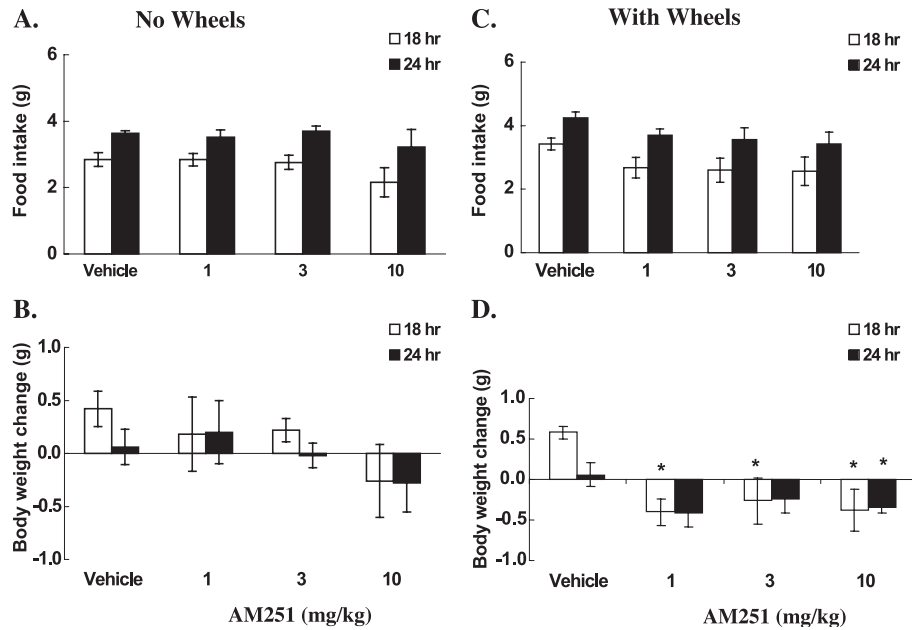 A.
No Wheels
18 hr
24 hr
6
4
2
0
Food intake (g)
Vehicle 1 3 10
B.
18 hr
24 hr
1.0
0.5
0.0
-0.5
-1.0
Body weight change (g)
Vehicle 1 3 10
AM251 (mg/kg)
C.
With Wheels
18 hr
24 hr
6
4
2
0
Food intake (g)
Vehicle 1 3 10
D.
18 hr
24 hr
1.0
0.5
0.0
-0.5
-1.0
Body weight change (g)
* * * *
Vehicle 1 3 10
AM251 (mg/kg)